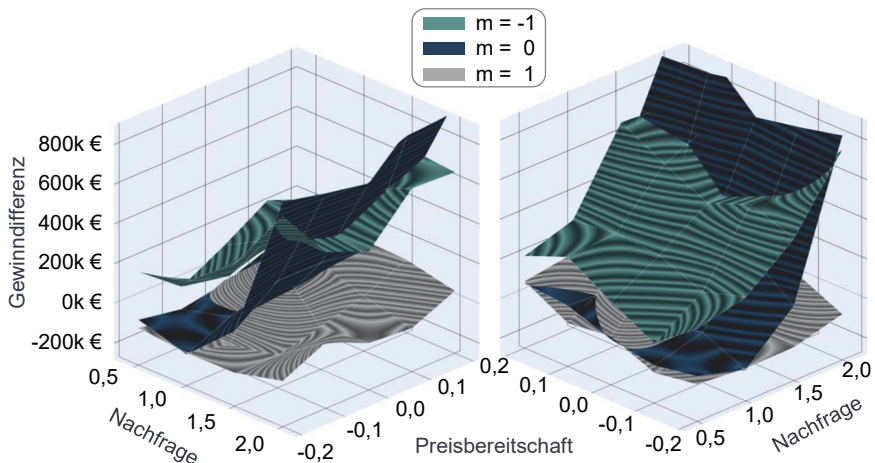 m = -1
m = 0
m = 1
Gewinndifferenz
800k €
600k €
400k €
200k €
0k €
-200k €
0,5
1,0
1,5
2,0
Nachfrage
-0,2
-0,1
0,0
0,1
0,2
Preisbereitschaft
0,1
0,0
-0,1
-0,2
0,5
1,0
1,5
2,0
Nachfrage